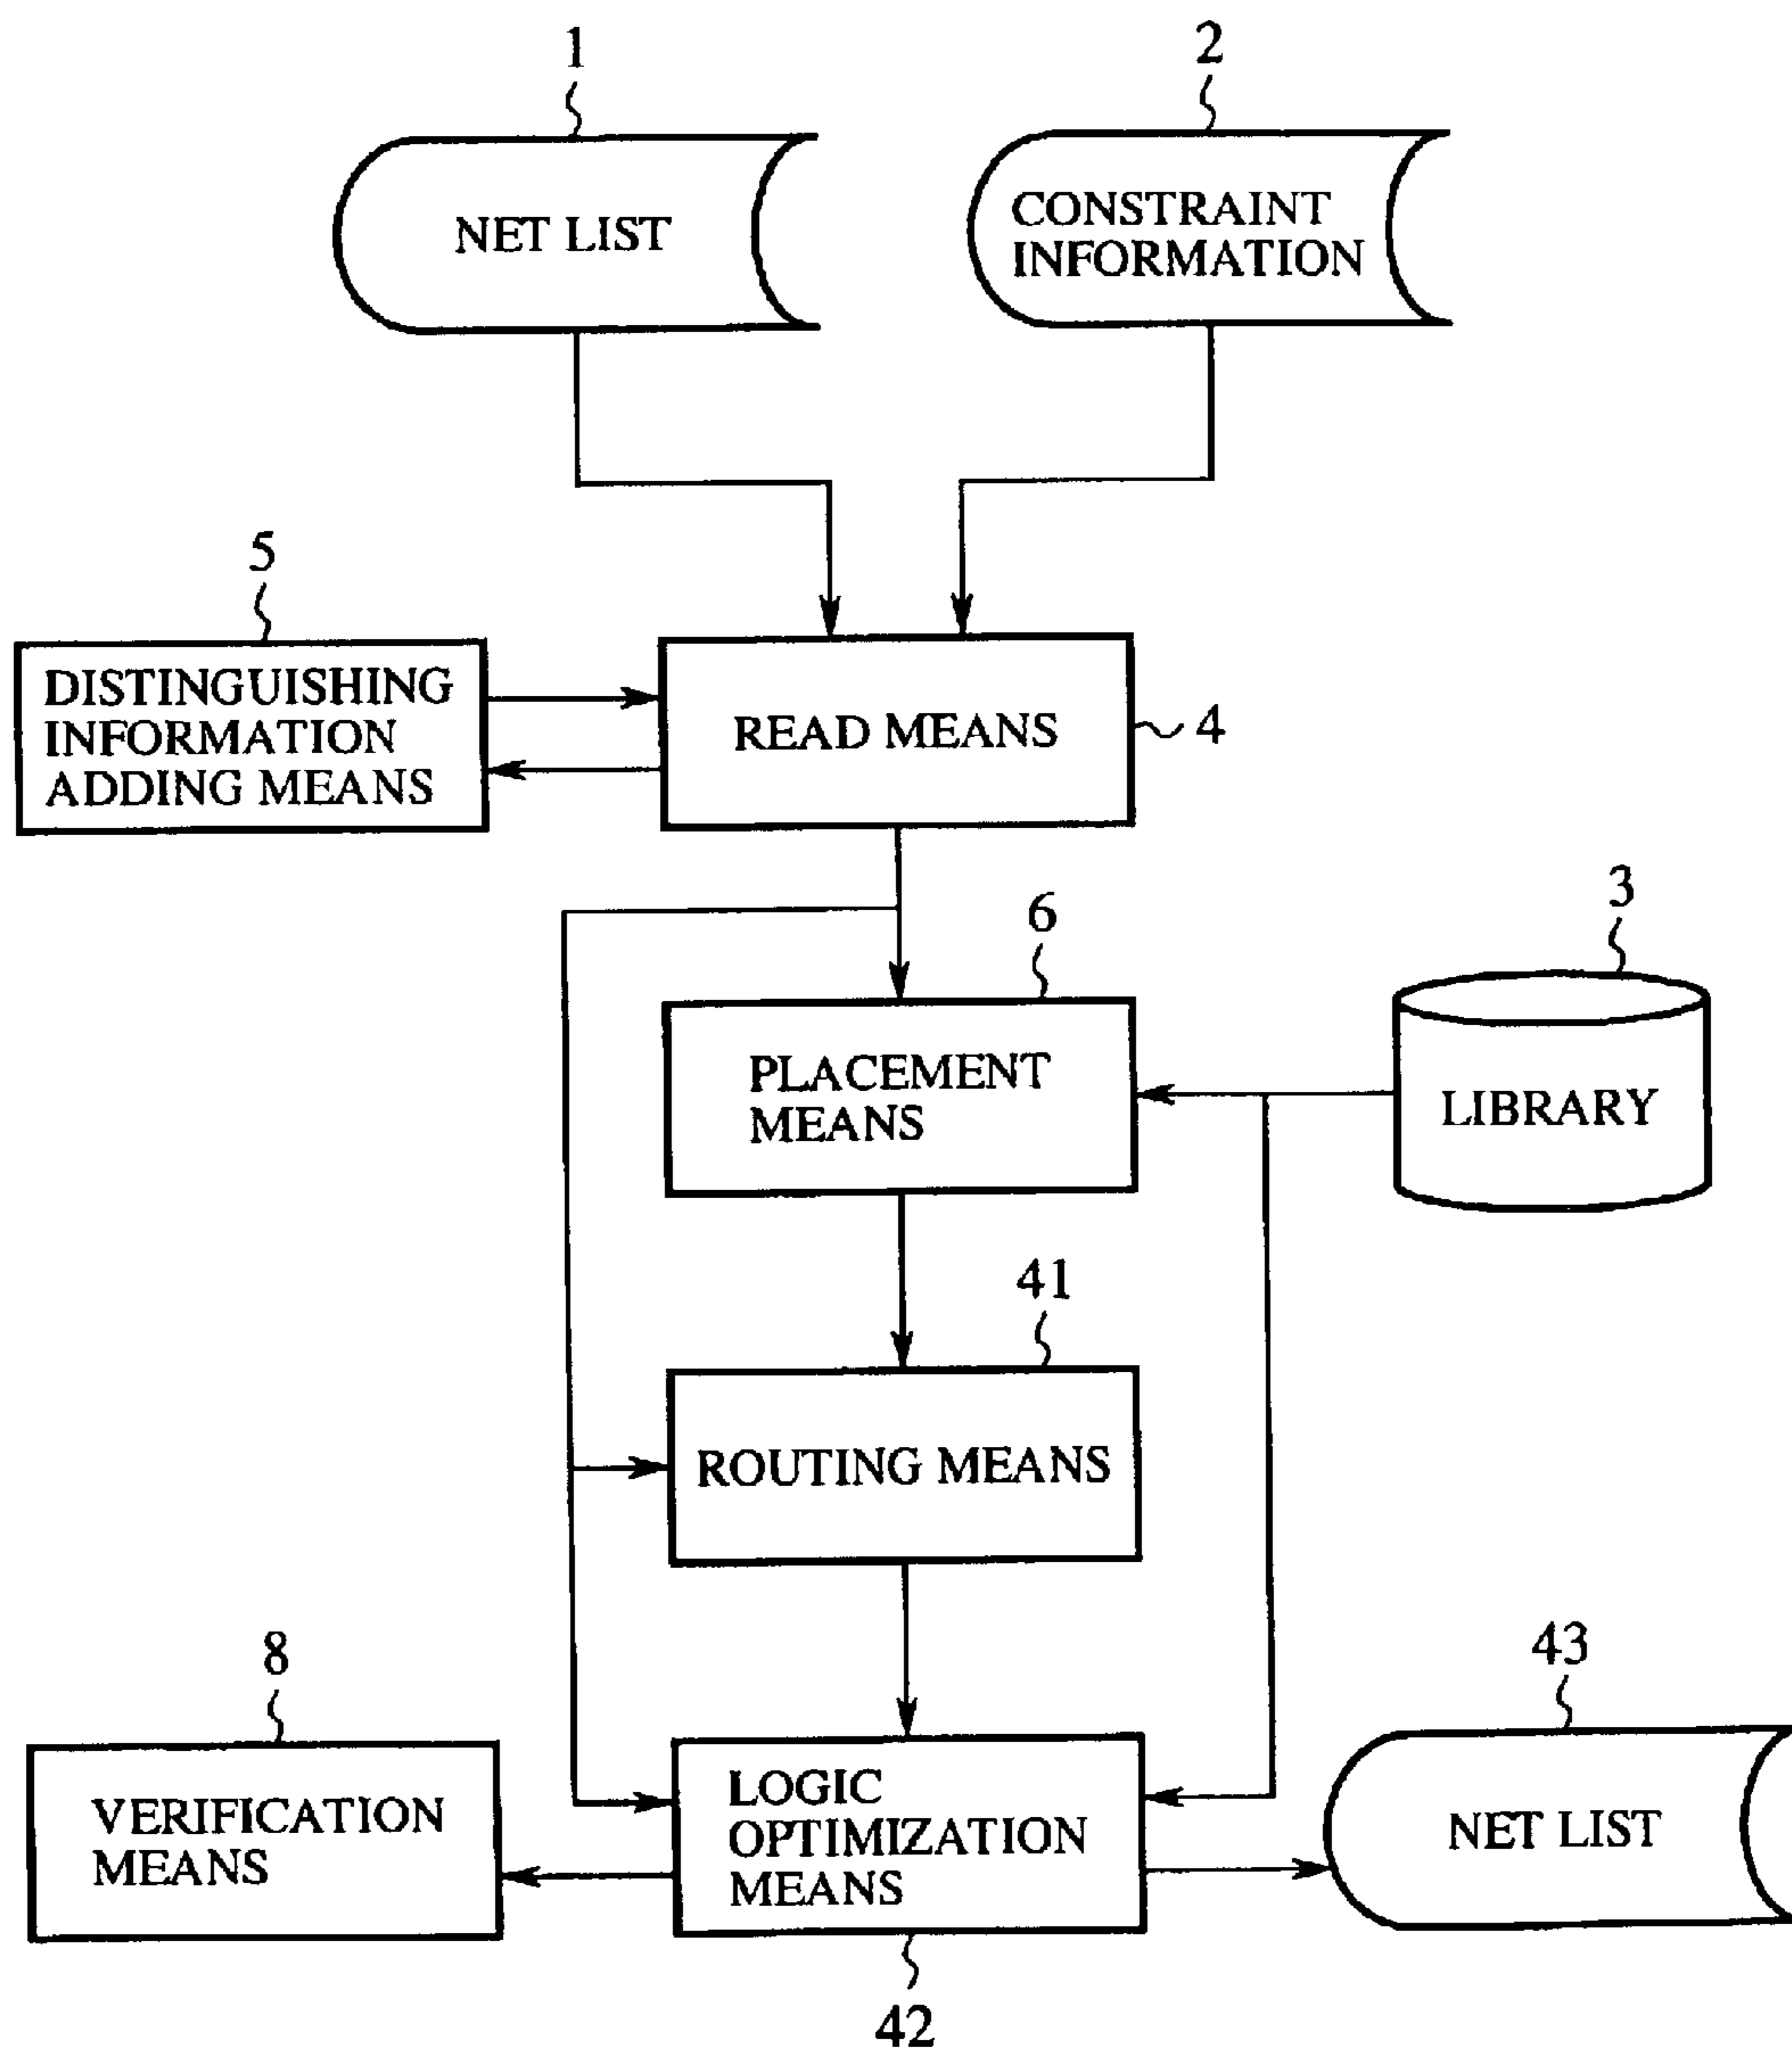 1
2
NET LIST
CONSTRAINT
INFORMATION
5
DISTINGUISHING
INFORMATION
ADDING MEANS
READ MEANS
4
6
3
PLACEMENT
MEANS
LIBRARY
41
ROUTING MEANS
8
43
VERIFICATION
MEANS
LOGIC
OPTIMIZATION
MEANS
NET LIST
42